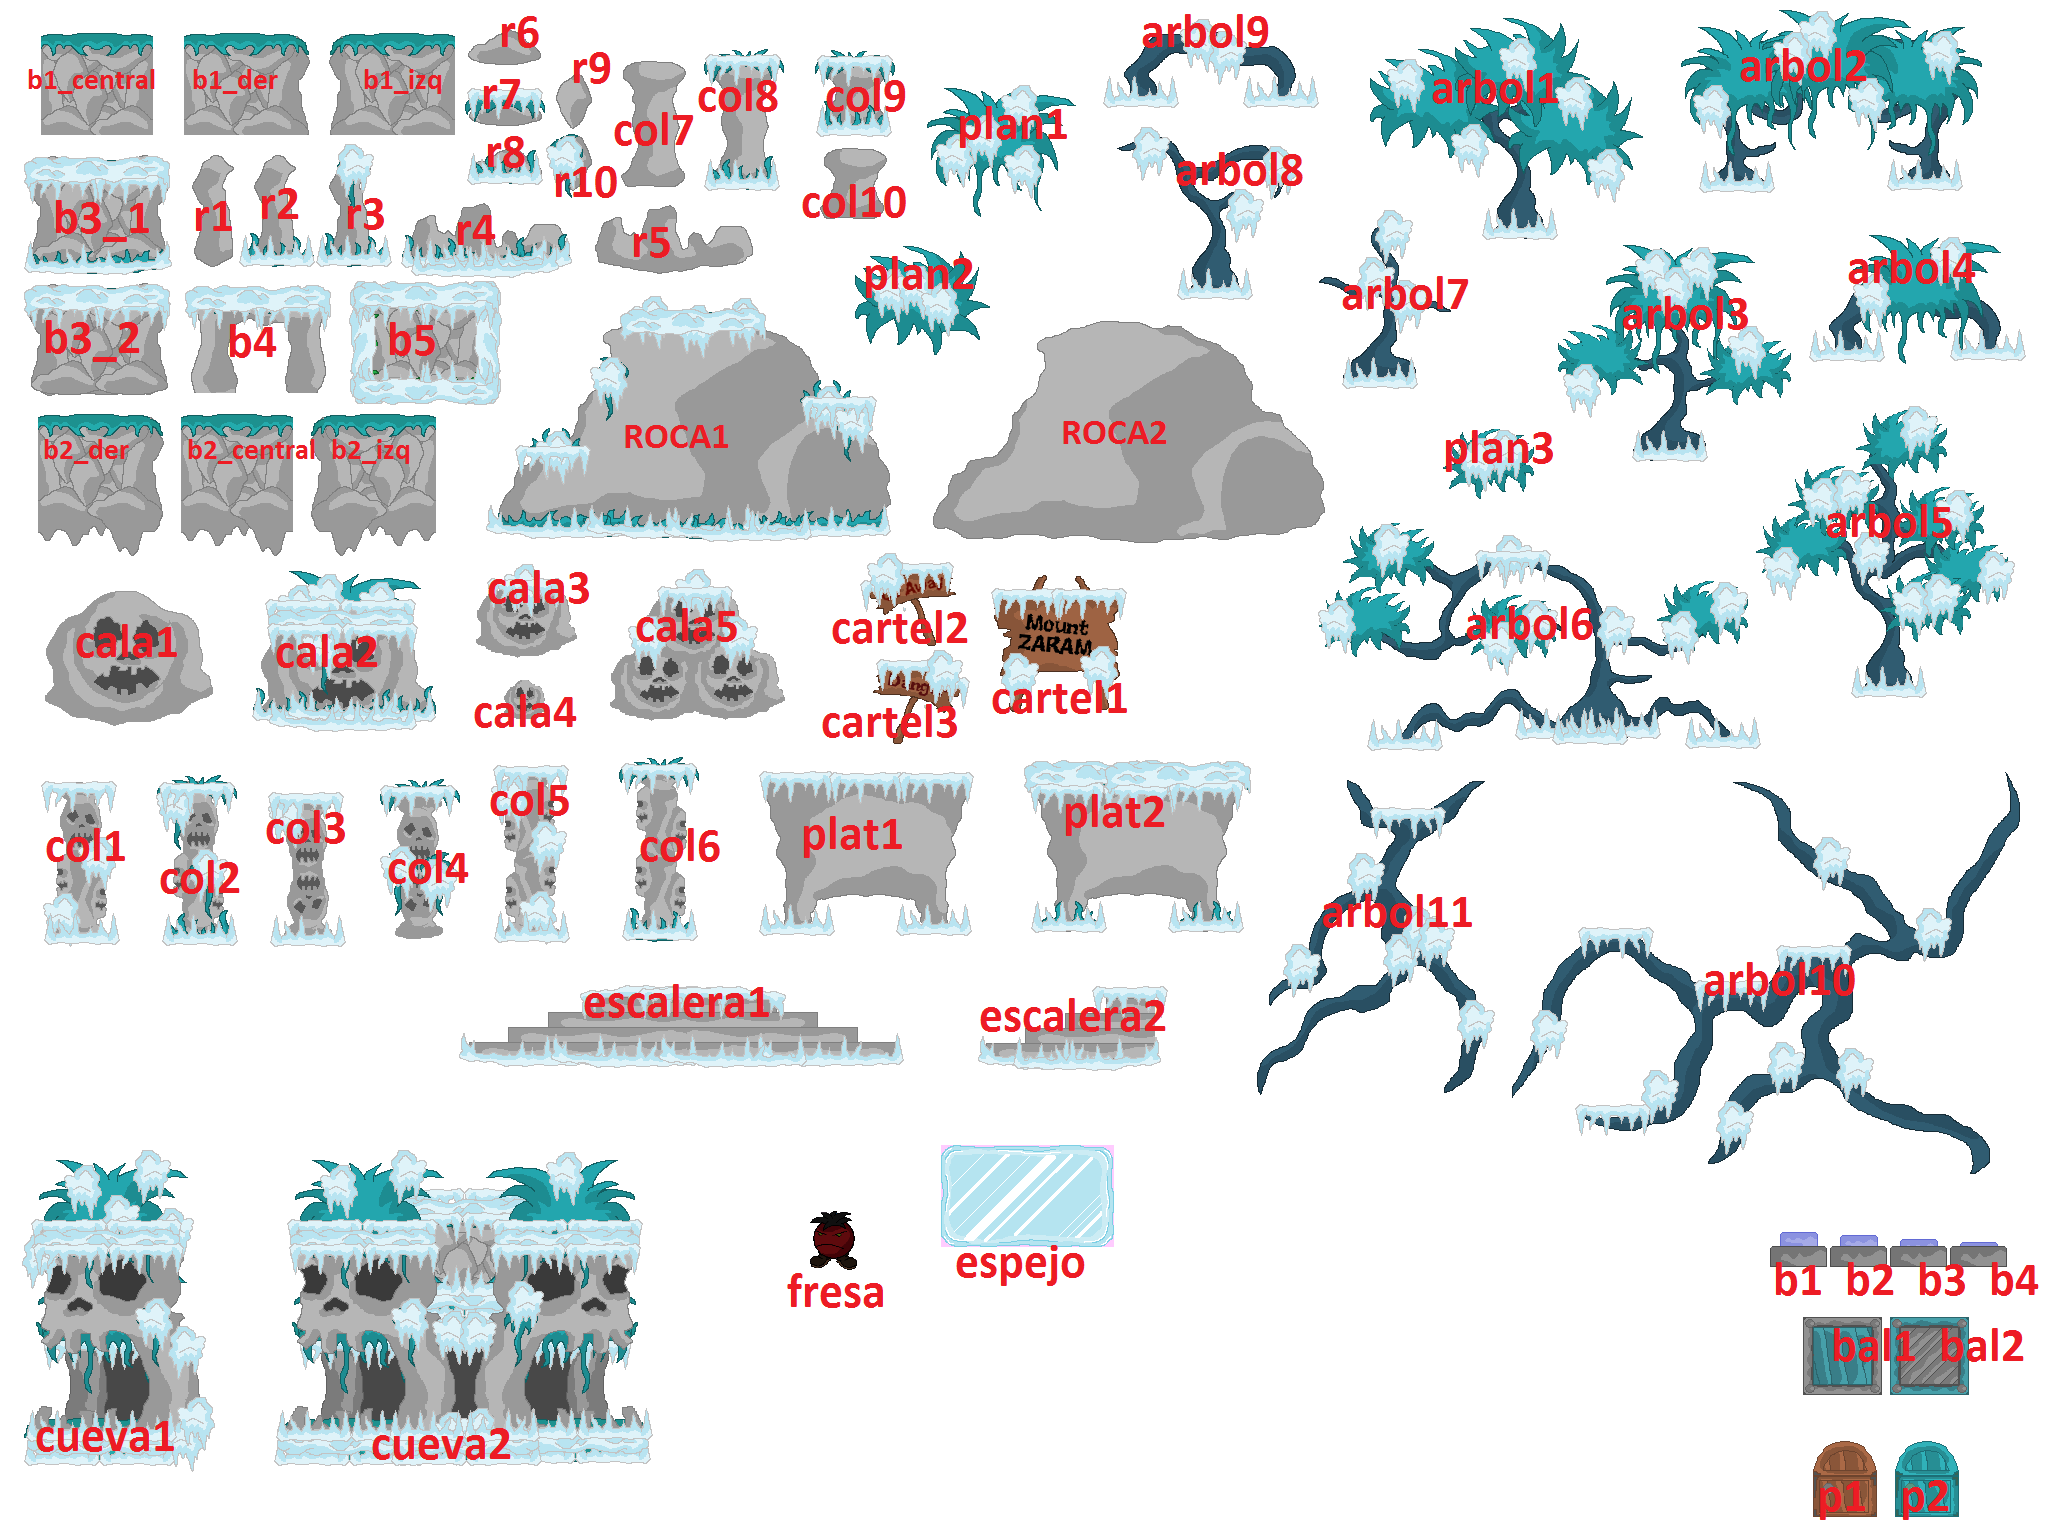 b1_central
b1_der
b1_izq
r6
r7
r8
r9
r10
col7
col8
col9
col10
plan1
arbol9
arbol8
arbol1
arbol2
b3_1
r1
r2
r3
r4
r5
plan2
arbol7
arbol3
arbol4
b3_2
b4
b5
ROCA1
ROCA2
b2_der
b2_central
b2_izq
plan3
arbol5
arbol6
cala1
cala2
cala3
cala4
cala5
cartel2
cartel3
Mount
ZARAM
cartel1
col1
col2
col3
col4
col5
col6
plat1
plat2
arbol11
arbol10
escalera1
escalera2
cueva1
cueva2
fresa
espejo
b1
b2
b3
b4
bal1
bal2
p1
p2